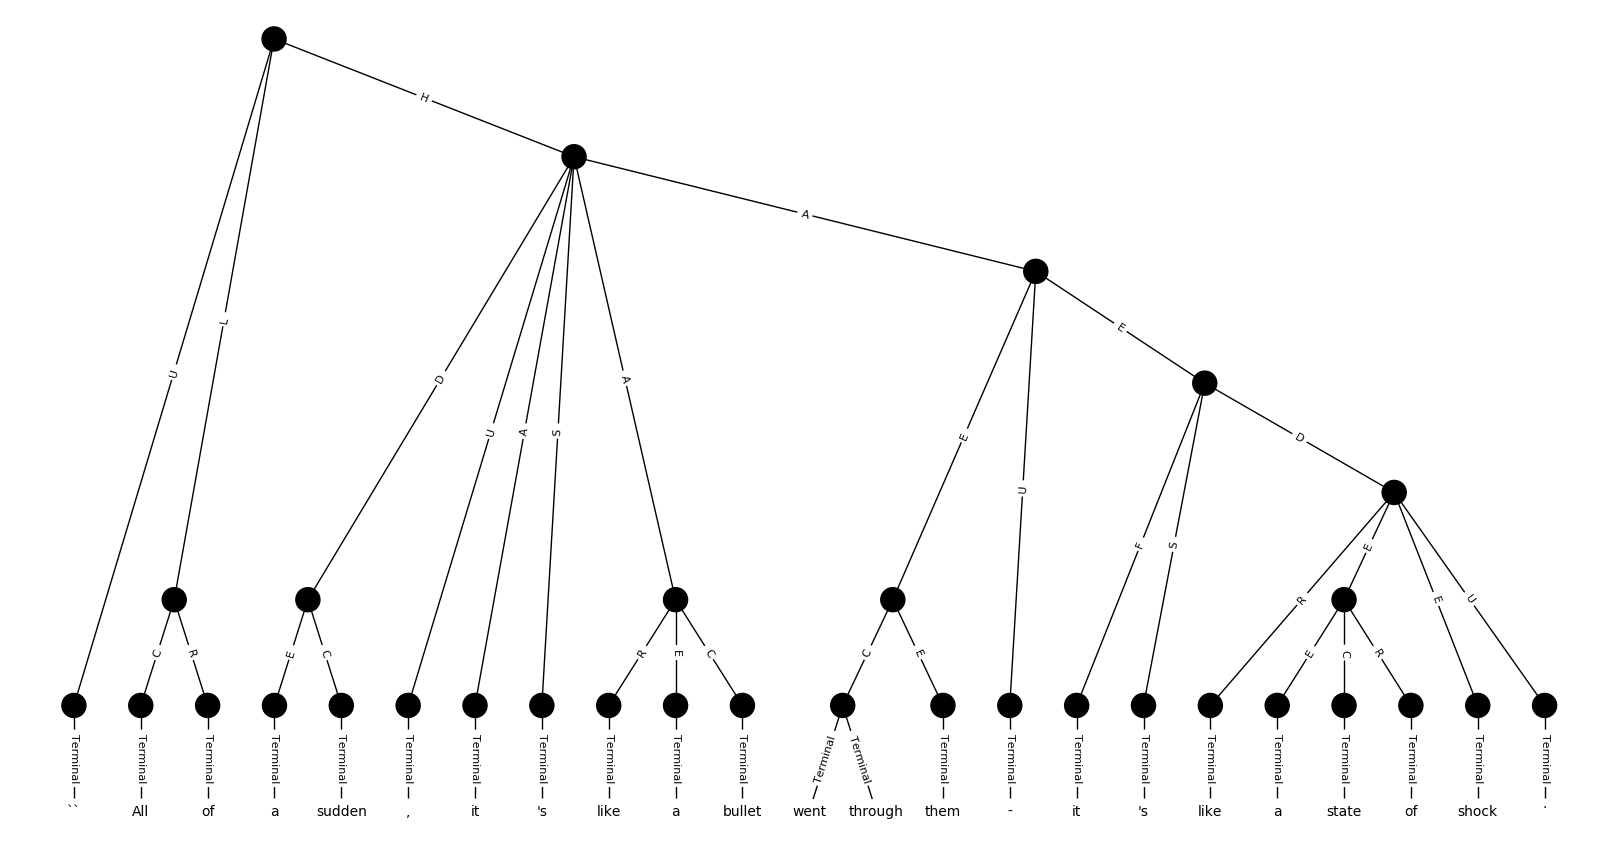 H
A
L
E
U
D
A
D
U
A
S
E
U
F
S
E
R
E
U
C
R
E
C
R
E
C
C
E
E
C
R
Terminal Terminal Terminal Terminal Terminal Terminal Terminal Terminal Terminal Terminal Terminal Terminal Terminal Terminal Terminal Terminal Terminal Terminal Terminal Terminal Terminal Terminal Terminal
`` All of a sudden , it 's like a bullet went through them - it 's like a state of shock .